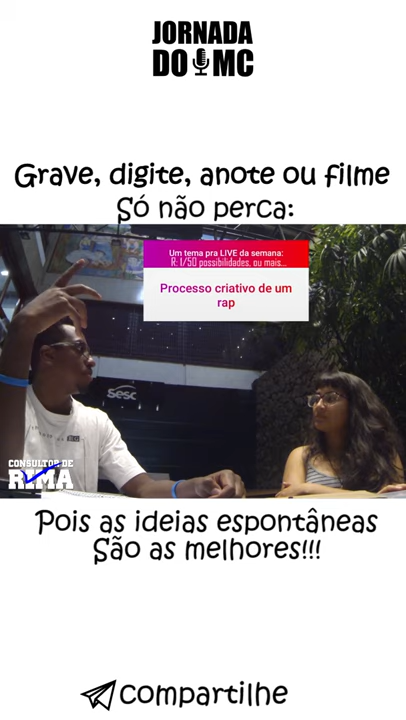 JORNADA
DO MC
Grave, digite, anote ou filme
Só não perca:
Um tema pra LIVE da semana:
R: 1/50 possibilidades, ou mais...
Processo criativo de um
rap
Sesc
CONSULTOR DE
RIMA
Pois as ideias espontâneas
São as melhores!!!
compartilhe